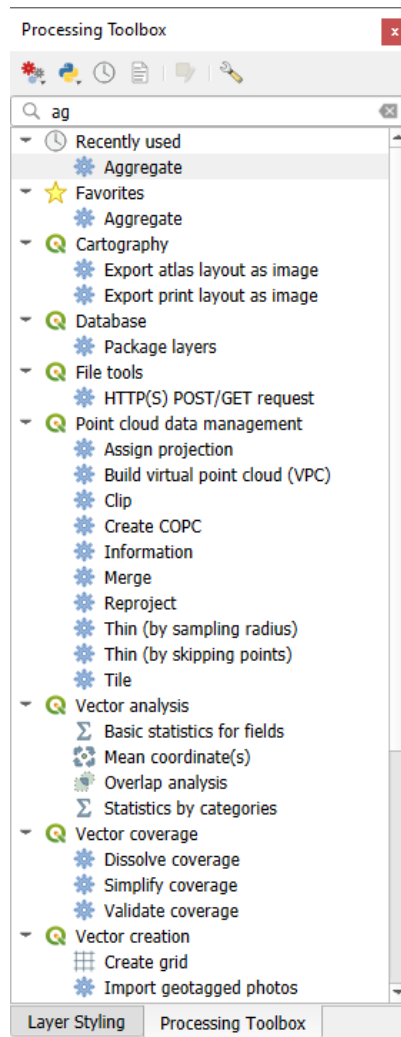 Processing Toolbox
x
ag
Recently used
Aggregate
Favorites
Aggregate
Cartography
Export atlas layout as image
Export print layout as image
Database
Package layers
File tools
HTTP(S) POST/GET request
Point cloud data management
Assign projection
Build virtual point cloud (VPC)
Clip
Create COPC
Information
Merge
Reproject
Thin (by sampling radius)
Thin (by skipping points)
Tile
Vector analysis
Σ Basic statistics for fields
Mean coordinate(s)
Overlap analysis
Σ Statistics by categories
Vector coverage
Dissolve coverage
Simplify coverage
Validate coverage
Vector creation
Create grid
Import geotagged photos
Layer Styling Processing Toolbox